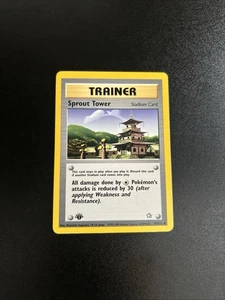 TRAINER
Sprout Tower
Stadium Card
This card stays in play when you play it. Discard this card
if another Stadium card comes into play.
All damage done by Pokémon's
attacks is reduced by 30 (after
applying Weakness and
Resistance).